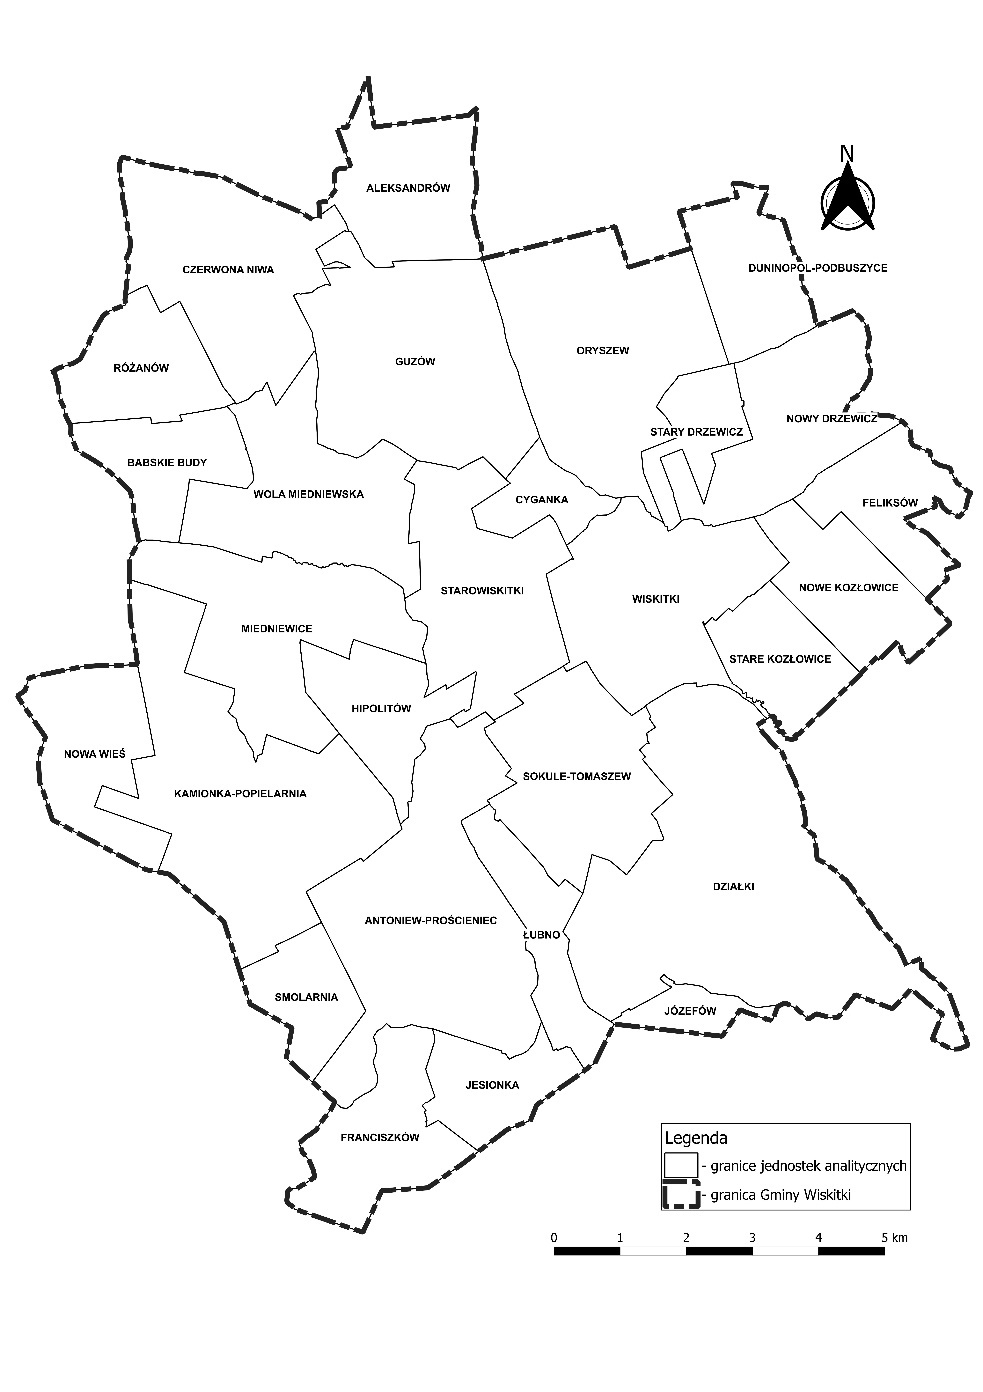 N
ALEKSANDRÓW
CZERWONA NIWA
DUNINOPOL-PODBUSZYCE
ORYSZEW
GUZÓW
RÓŻANÓW
NOWY DRZEWICZ
STARY DRZEWICZ
BABSKIE BUDY
WOLA MIEDNIEWSKA
CYGANKA
FELIKSÓW
STAROWISKITKI
WISKITKI
NOWE KOZŁOWICE
MIEDNIEWICE
STARE KOZŁOWICE
HIPOLITÓW
NOWA WIEŚ
SOKULE-TOMASZEW
KAMIONKA-POPIELARNIA
DZIAŁKI
ANTONIEW-PROŚCIENIEC
ŁUBNO
SMOLARNIA
JÓZEFÓW
JESIONKA
FRANCISZKÓW
Legenda
- granice jednostek analitycznych
- granica Gminy Wiskitki
0 1 2 3 4 5 km